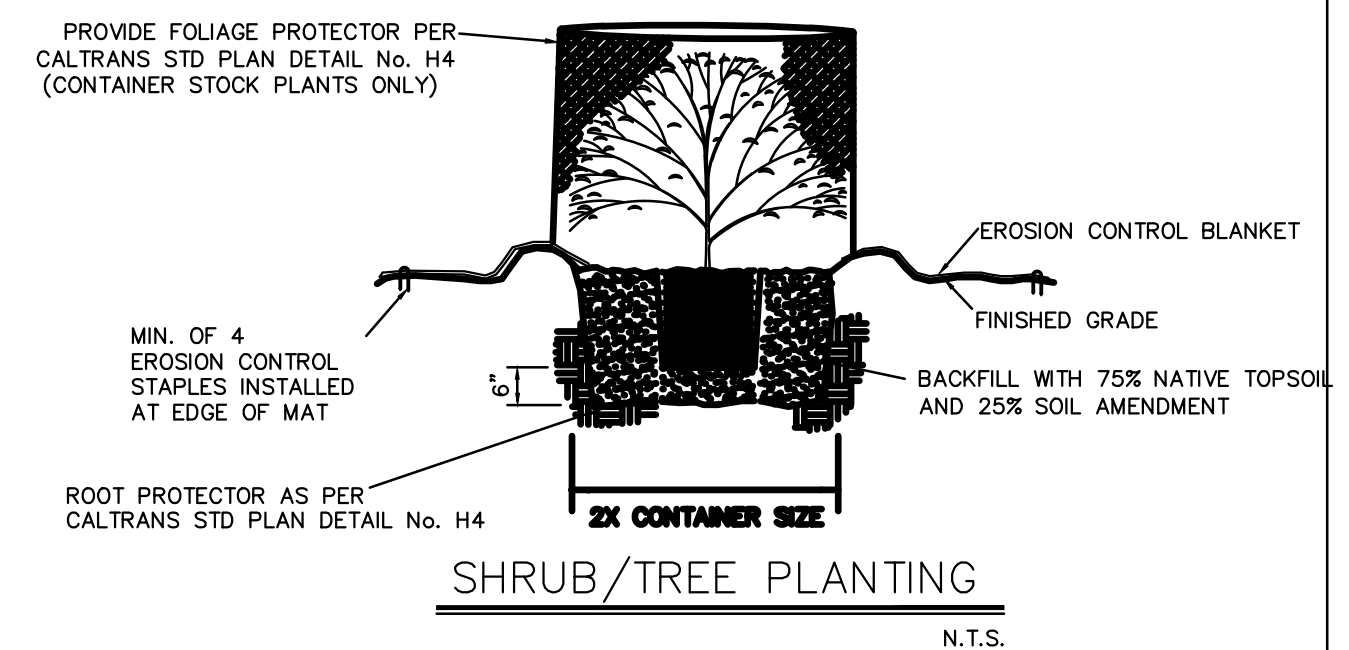 PROVIDE FOLIAGE PROTECTOR PER
CALTRANS STD PLAN DETAIL No. H4
(CONTAINER STOCK PLANTS ONLY)
EROSION CONTROL BLANKET
FINISHED GRADE
MIN. OF 4
EROSION CONTROL
STAPLES INSTALLED
AT EDGE OF MAT
6"
BACKFILL WITH 75% NATIVE TOPSOIL
AND 25% SOIL AMENDMENT
ROOT PROTECTOR AS PER
CALTRANS STD PLAN DETAIL No. H4
2X CONTAINER SIZE
SHRUB/TREE PLANTING
N.T.S.